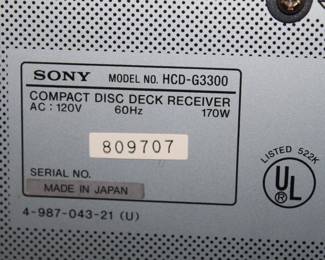 SONY MODEL NO. HCD-G3300
COMPACT DISC DECK RECEIVER
AC : 120V 60Hz 170W
809707
SERIAL NO.
MADE IN JAPAN
4-987-043-21 (U)
LISTED 522K
UL
®